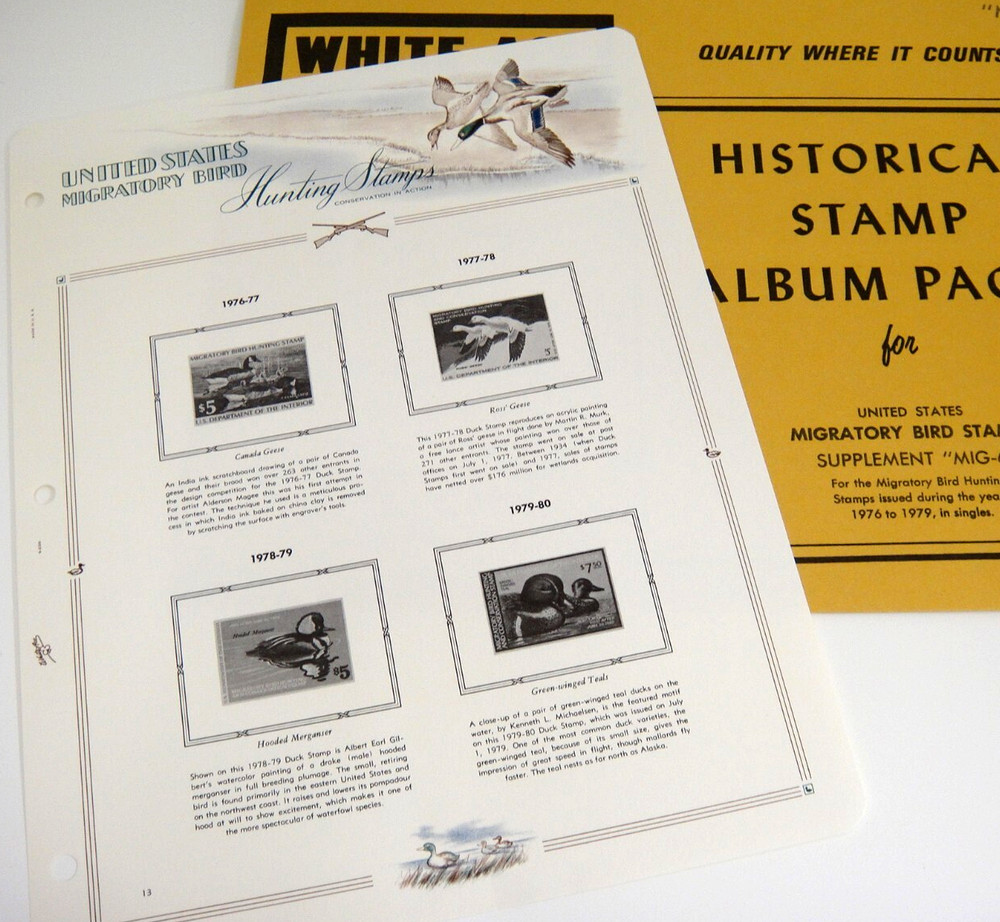 WHITE
QUALITY WHERE IT COUNTS
HISTORICA
STAMP
ALBUM PAG
for
UNITED STATES
MIGRATORY BIRD STA
SUPPLEMENT "MIG-
For the Migratory Bird Huntin
Stamps issued during the yea
1976 to 1979, in singles.
UNITED STATES
MIGRATORY BIRD
Hunting Stamps
CONSERVATION IN ACTION
1976-77
MIGRATORY BIRD HUNTING STAMP
$5
U.S. DEPARTMENT OF THE INTERIOR
Canada Geese
An India ink scratchboard drawing of a pair of Canada
geese and their brood won over 263 other entrants in
the design competition for the 1976-77 Duck Stamp.
For artist Alderson Magee this was his first attempt in
the contest. The technique he used is a meticulous pro-
cess in which India ink baked on china clay is removed
by scratching the surface with engraver's tools.
1977-78
MIGRATORY BIRD HUNTING
AND CONSERVATION
STAMP
5
U.S. DEPARTMENT OF THE INTERIOR
Ross' Geese
This 1977-78 Duck Stamp reproduces an acrylic painting
of a pair of Ross' geese in flight done by Martin R. Murk,
a free lance artist whose painting won over those of
271 other entrants. The stamp went on sale at post
offices on July 1, 1977. Between 1934 (when Duck
Stamps first went on sale) and 1977, sales of stamps
have netted over $176 million for wetlands acquisition.
1978-79
Hooded Merganser
$5
Hooded Merganser
Shown on this 1978-79 Duck Stamp is Albert Earl Gil-
bert's watercolor painting of a drake (male) hooded
merganser in full breeding plumage. The small, retiring
bird is found primarily in the eastern United States and
on the northwest coast. It raises and lowers its pompadour
hood at will to show excitement, which makes it one of
the more spectacular of waterfowl species.
1979-80
$7.50
MIGRATORY BIRD HUNTING
AND CONSERVATION STAMP
Green-winged Teals
A close-up of a pair of green-winged teal ducks on the
water, by Kenneth L. Michaelsen, is the featured motif
on this 1979-80 Duck Stamp, which was issued on July
1, 1979. One of the most common duck varieties, the
green-winged teal, because of its small size, gives the
impression of great speed in flight, though mallards fly
faster. The teal nests as far north as Alaska.
13